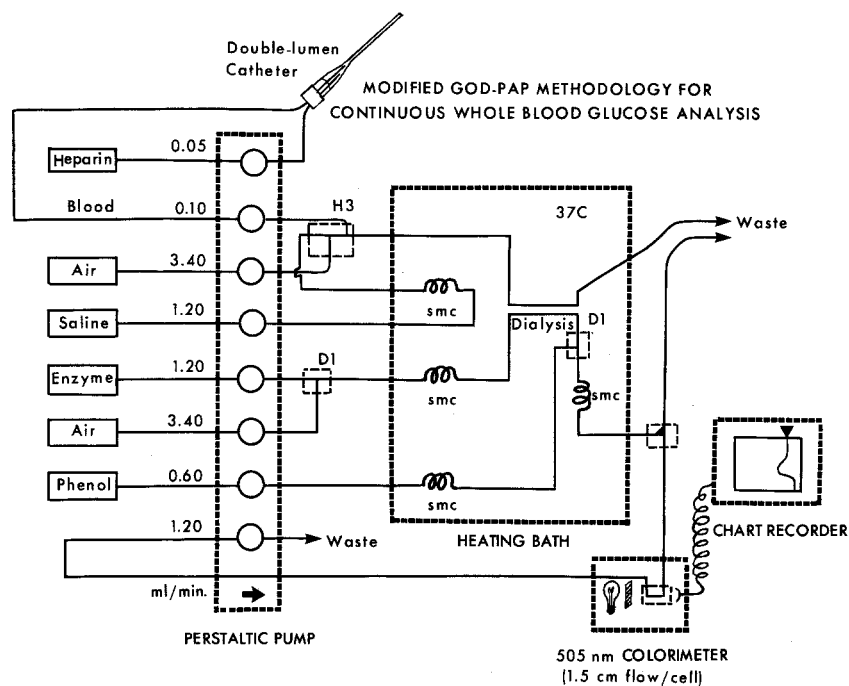 Double-lumen
Catheter
MODIFIED GOD-PAP METHODOLOGY FOR
CONTINUOUS WHOLE BLOOD GLUCOSE ANALYSIS
Heparin 0.05
Blood 0.10
H3
37C
Waste
Air 3.40
smc
Saline 1.20
Dialysis D1
Enzyme 1.20
D1
smc
smc
Air 3.40
Phenol 0.60
smc
1.20
Waste
HEATING BATH
CHART RECORDER
ml/min.
PERSTALTIC PUMP
505 nm COLORIMETER
(1.5 cm flow/cell)